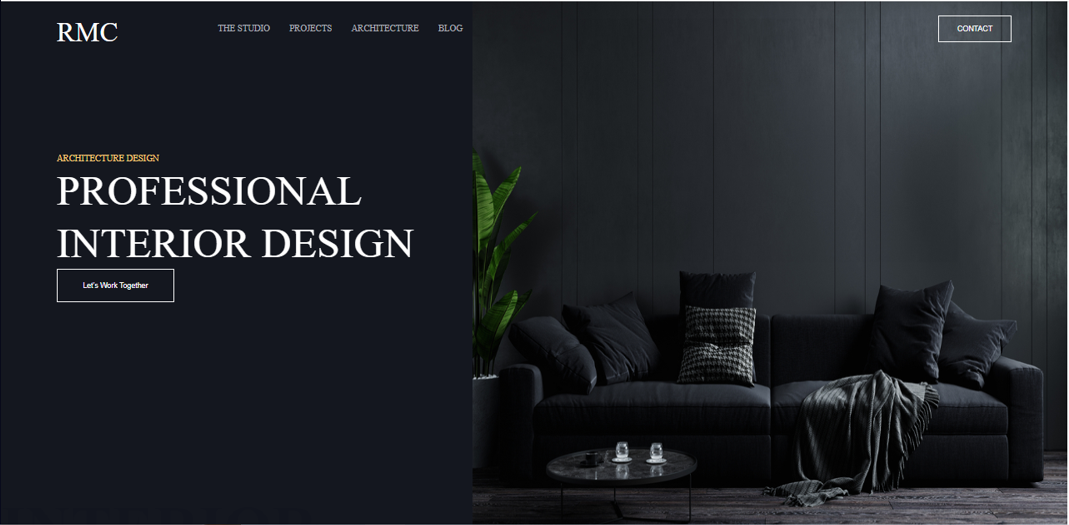 RMC
THE STUDIO PROJECTS ARCHITECTURE BLOG
CONTACT
ARCHITECTURE DESIGN
PROFESSIONAL
INTERIOR DESIGN
Let's Work Together